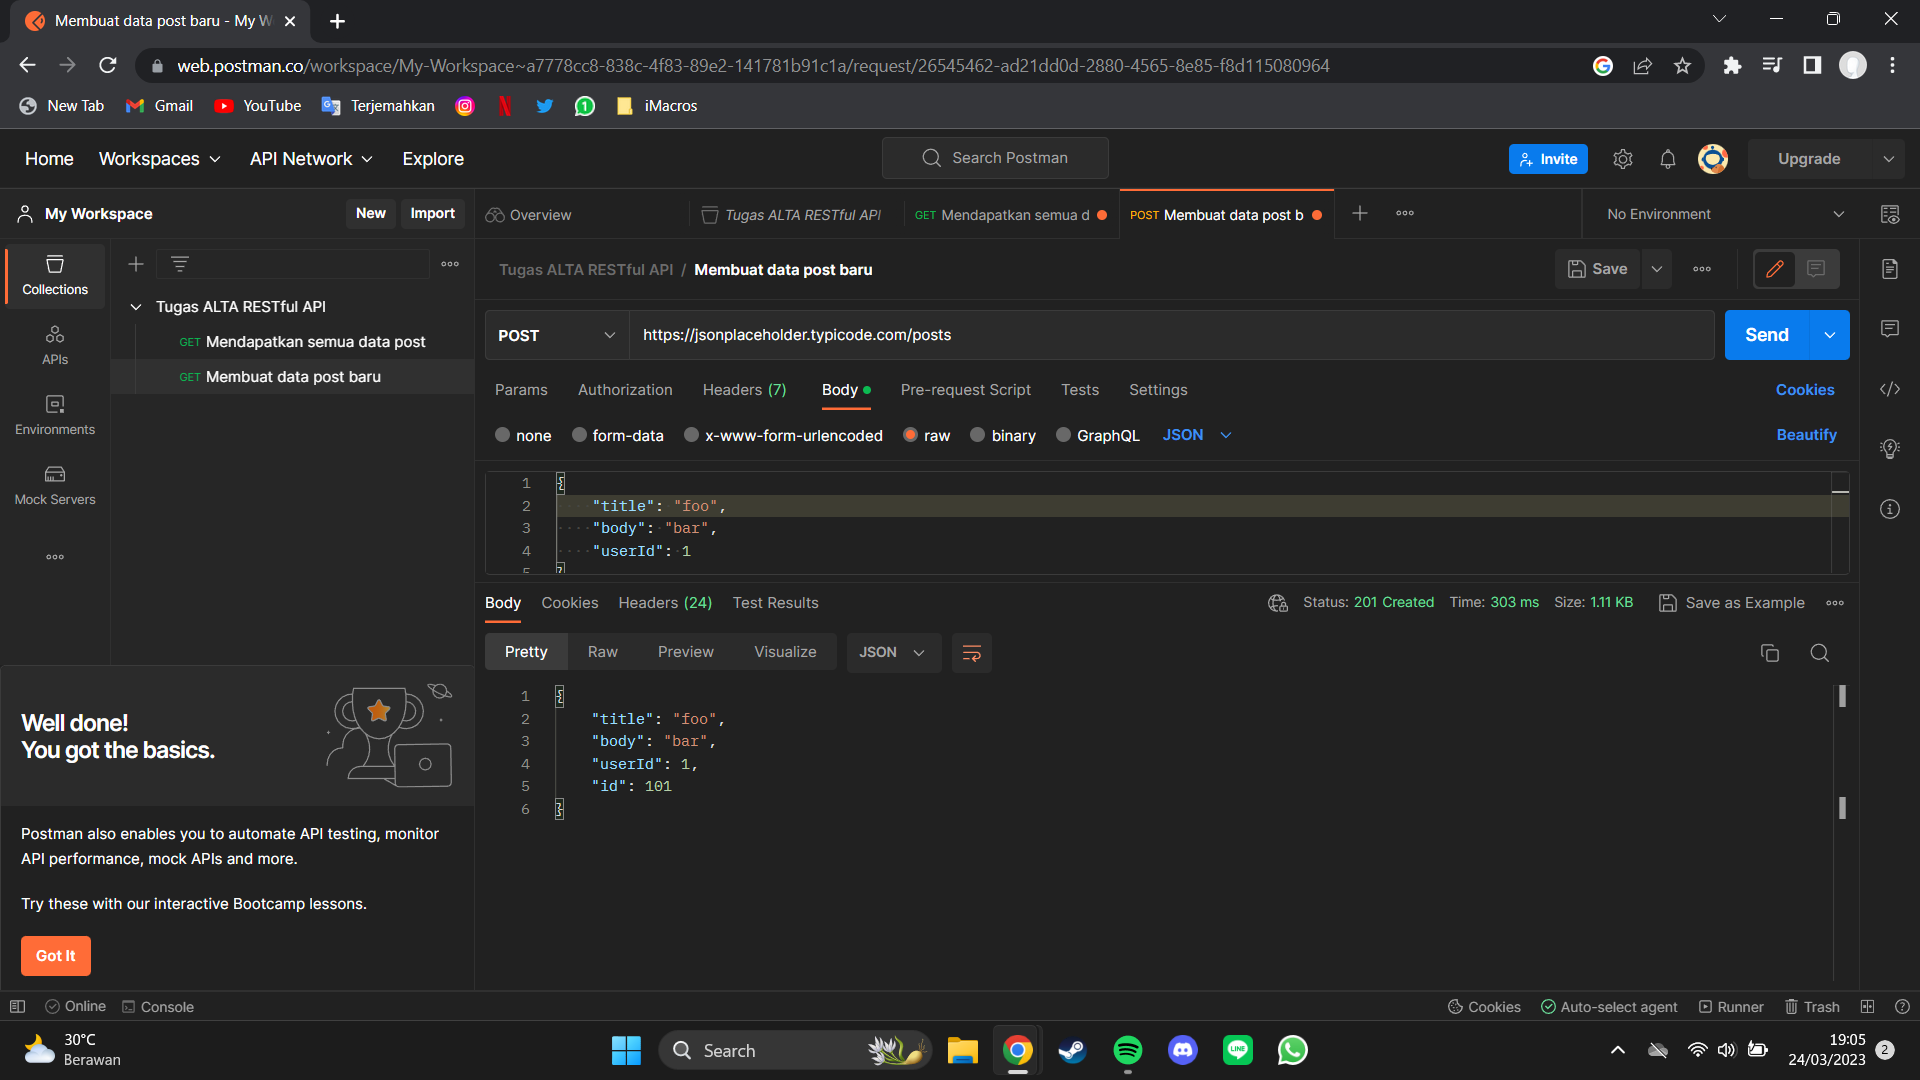 Membuat data post baru - My W
web.postman.co/workspace/My-Workspace~a7778cc8-838c-4f83-89e2-141781b91c1a/request/26545462-ad21dd0d-2880-4565-8e85-f8d115080964
New Tab Gmail YouTube Terjemahkan iMacros
Home Workspaces API Network Explore Search Postman Invite Upgrade
My Workspace New Import Overview Tugas ALTA RESTful API GET Mendapatkan semua d POST Membuat data post b No Environment
Collections
APIs
Environments
Mock Servers
Tugas ALTA RESTful API
GET Mendapatkan semua data post
GET Membuat data post baru
Tugas ALTA RESTful API / Membuat data post baru Save
POST https://jsonplaceholder.typicode.com/posts Send
Params Authorization Headers (7) Body Pre-request Script Tests Settings Cookies
none form-data x-www-form-urlencoded raw binary GraphQL JSON Beautify
1 {
2 "title": "foo",
3 "body": "bar",
4 "userId": 1
5 }
Body Cookies Headers (24) Test Results Status: 201 Created Time: 303 ms Size: 1.11 KB Save as Example
Pretty Raw Preview Visualize JSON
1 {
2 "title": "foo",
3 "body": "bar",
4 "userId": 1,
5 "id": 101
6 }
Well done!
You got the basics.
Postman also enables you to automate API testing, monitor
API performance, mock APIs and more.
Try these with our interactive Bootcamp lessons.
Got It
Online Console Cookies Auto-select agent Runner Trash
30°C
Berawan
Search
LINE
19:05
24/03/2023
2